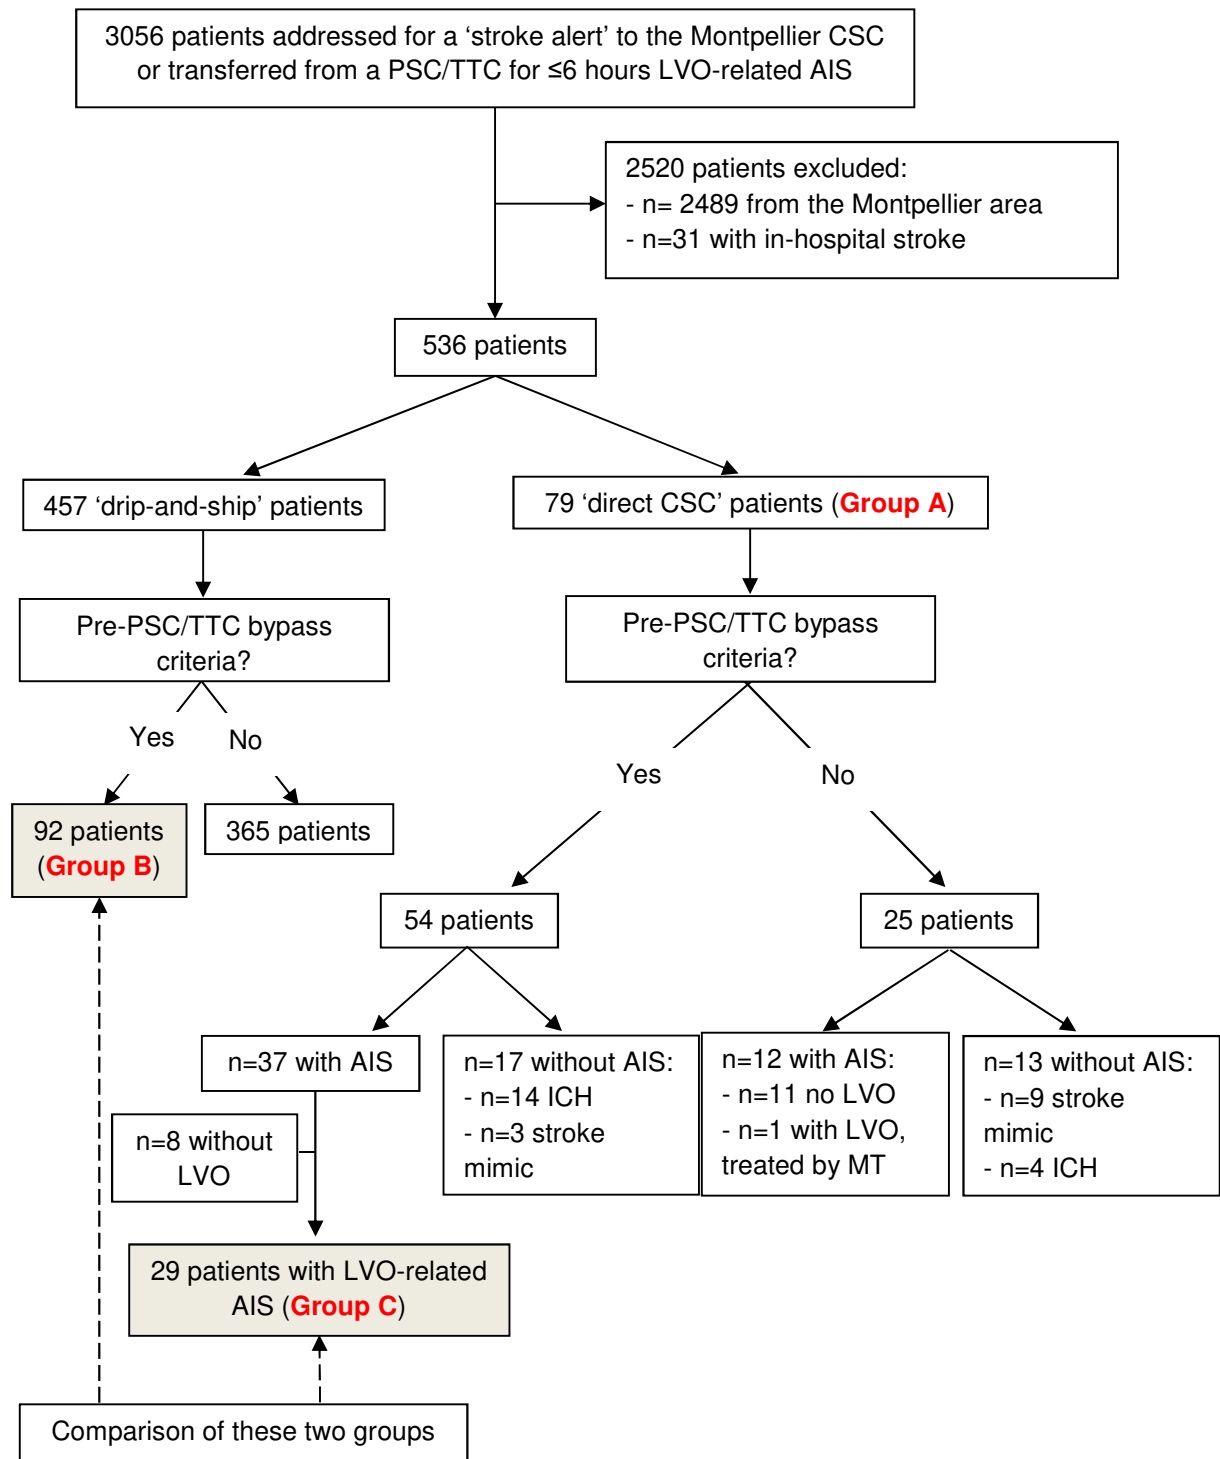 3056 patients addressed for a ‘stroke alert’ to the Montpellier CSC
or transferred from a PSC/TTC for ≤6 hours LVO-related AIS
2520 patients excluded:
- n= 2489 from the Montpellier area
- n=31 with in-hospital stroke
536 patients
457 ‘drip-and-ship’ patients
79 ‘direct CSC’ patients (Group A)
Pre-PSC/TTC bypass
criteria?
Pre-PSC/TTC bypass
criteria?
Yes
No
Yes
No
92 patients
(Group B)
365 patients
54 patients
25 patients
n=37 with AIS
n=17 without AIS:
- n=14 ICH
- n=3 stroke
mimic
n=12 with AIS:
- n=11 no LVO
- n=1 with LVO,
treated by MT
n=13 without AIS:
- n=9 stroke
mimic
- n=4 ICH
n=8 without
LVO
29 patients with LVO-related
AIS (Group C)
Comparison of these two groups